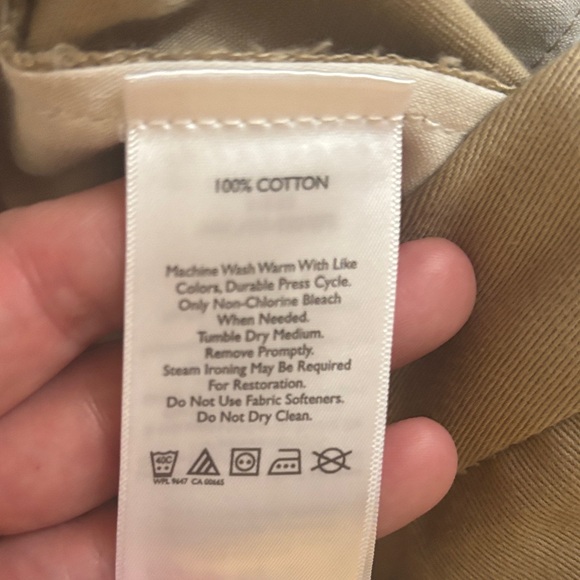 100% COTTON
Machine Wash Warm With Like
Colors, Durable Press Cycle.
Only Non-Chlorine Bleach
When Needed.
Tumble Dry Medium.
Remove Promptly.
Steam Ironing May Be Required
For Restoration.
Do Not Use Fabric Softeners.
Do Not Dry Clean.
40C
WPL 9647 CA 00665